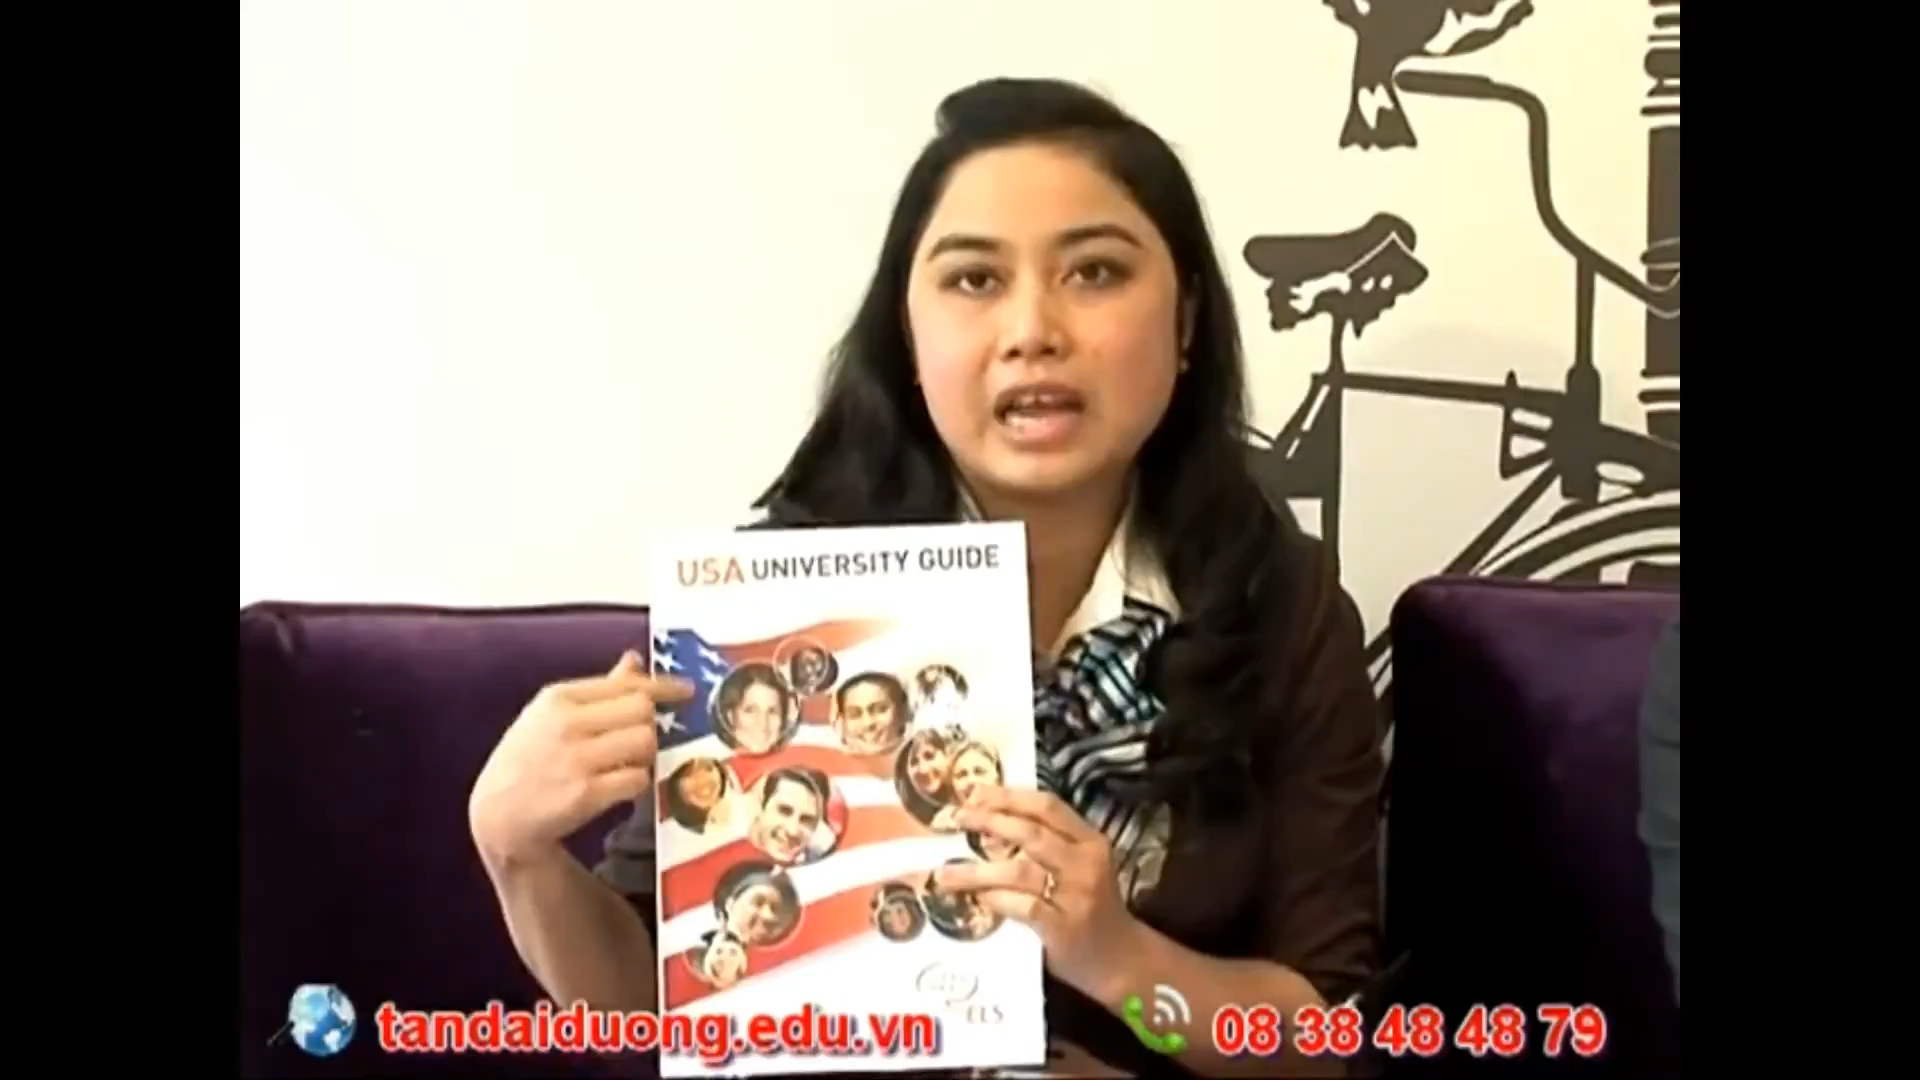 USA UNIVERSITY GUIDE
ELS
tandaiduong.edu.vn
08 38 48 48 79